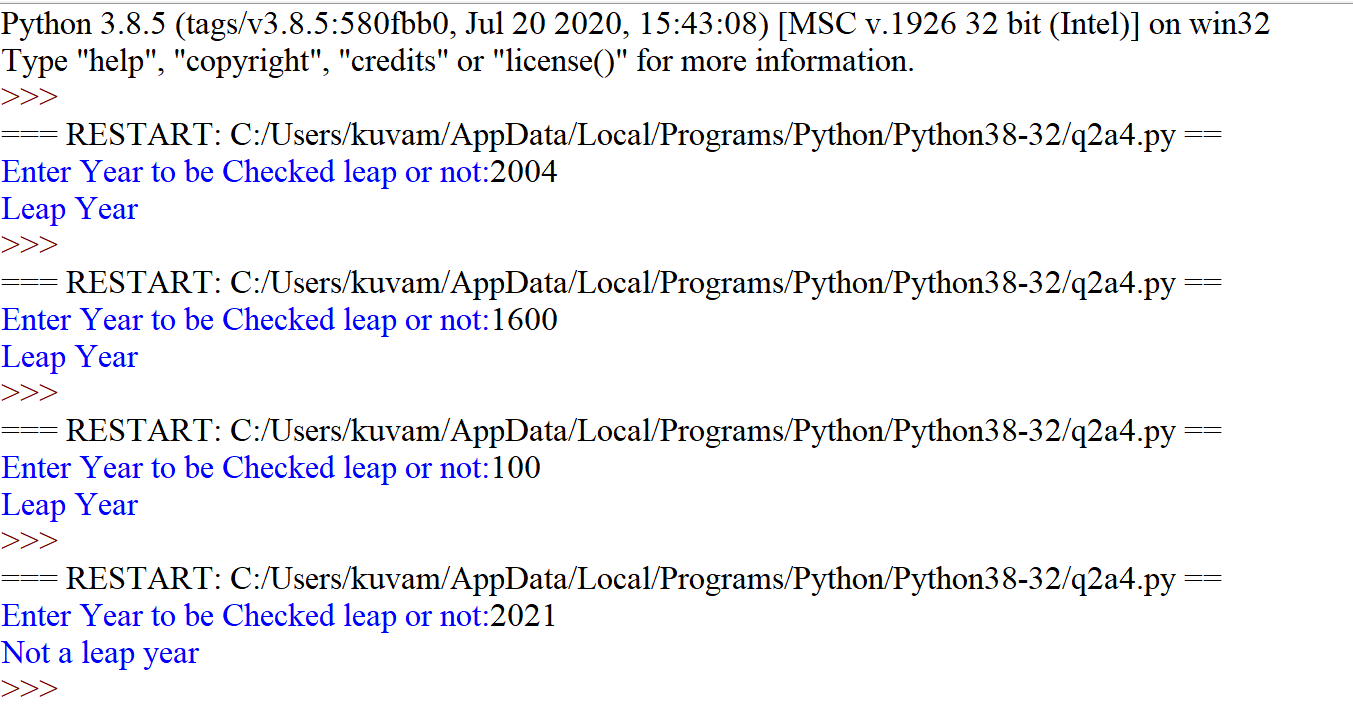 Python 3.8.5 (tags/v3.8.5:580fbb0, Jul 20 2020, 15:43:08) [MSC v.1926 32 bit (Intel)] on win32
Type "help", "copyright", "credits" or "license()" for more information.
>>>
=== RESTART: C:/Users/kuvam/AppData/Local/Programs/Python/Python38-32/q2a4.py ==
Enter Year to be Checked leap or not:2004
Leap Year
>>>
=== RESTART: C:/Users/kuvam/AppData/Local/Programs/Python/Python38-32/q2a4.py ==
Enter Year to be Checked leap or not:1600
Leap Year
>>>
=== RESTART: C:/Users/kuvam/AppData/Local/Programs/Python/Python38-32/q2a4.py ==
Enter Year to be Checked leap or not:100
Leap Year
>>>
=== RESTART: C:/Users/kuvam/AppData/Local/Programs/Python/Python38-32/q2a4.py ==
Enter Year to be Checked leap or not:2021
Not a leap year
>>>